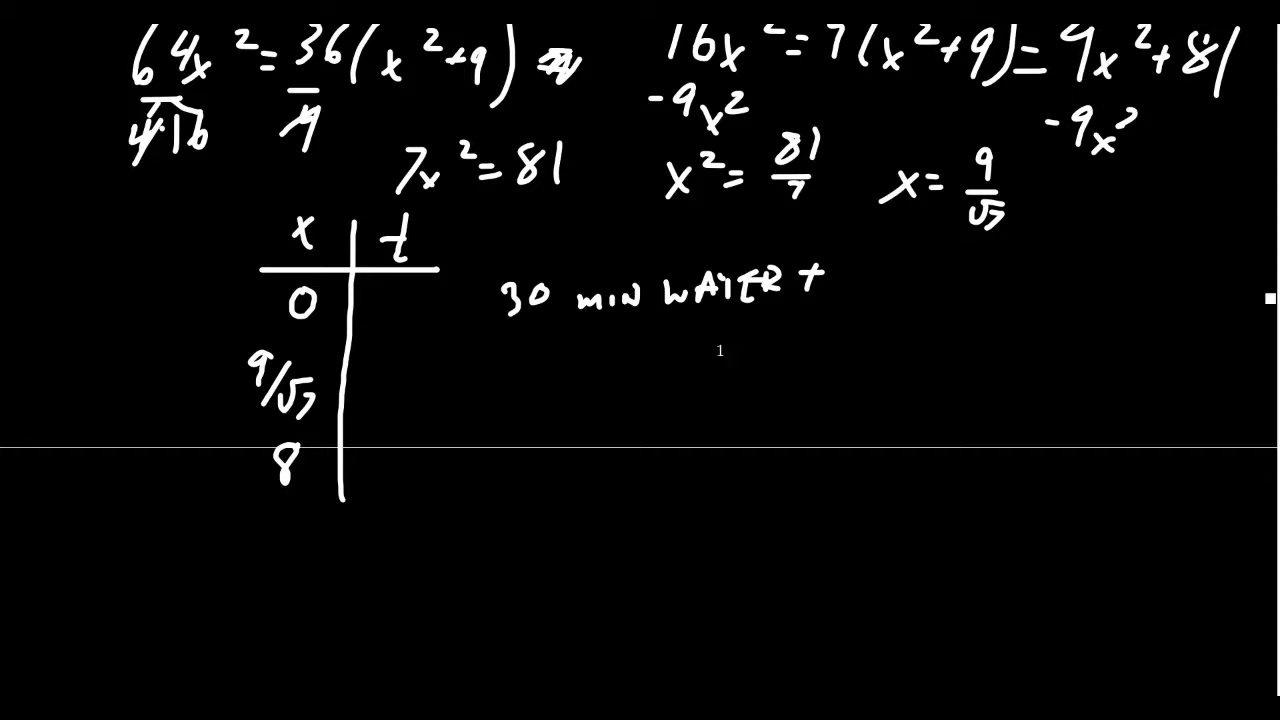 64x² = 36(x²+9) 16x² = 9(x²+9) = 9x² + 81
4·16 9 -9x² -9x²
7x² = 81 x² = 81/7 x = 9/√7
x t
0 30 MIN WATER +
1
9/√7
8